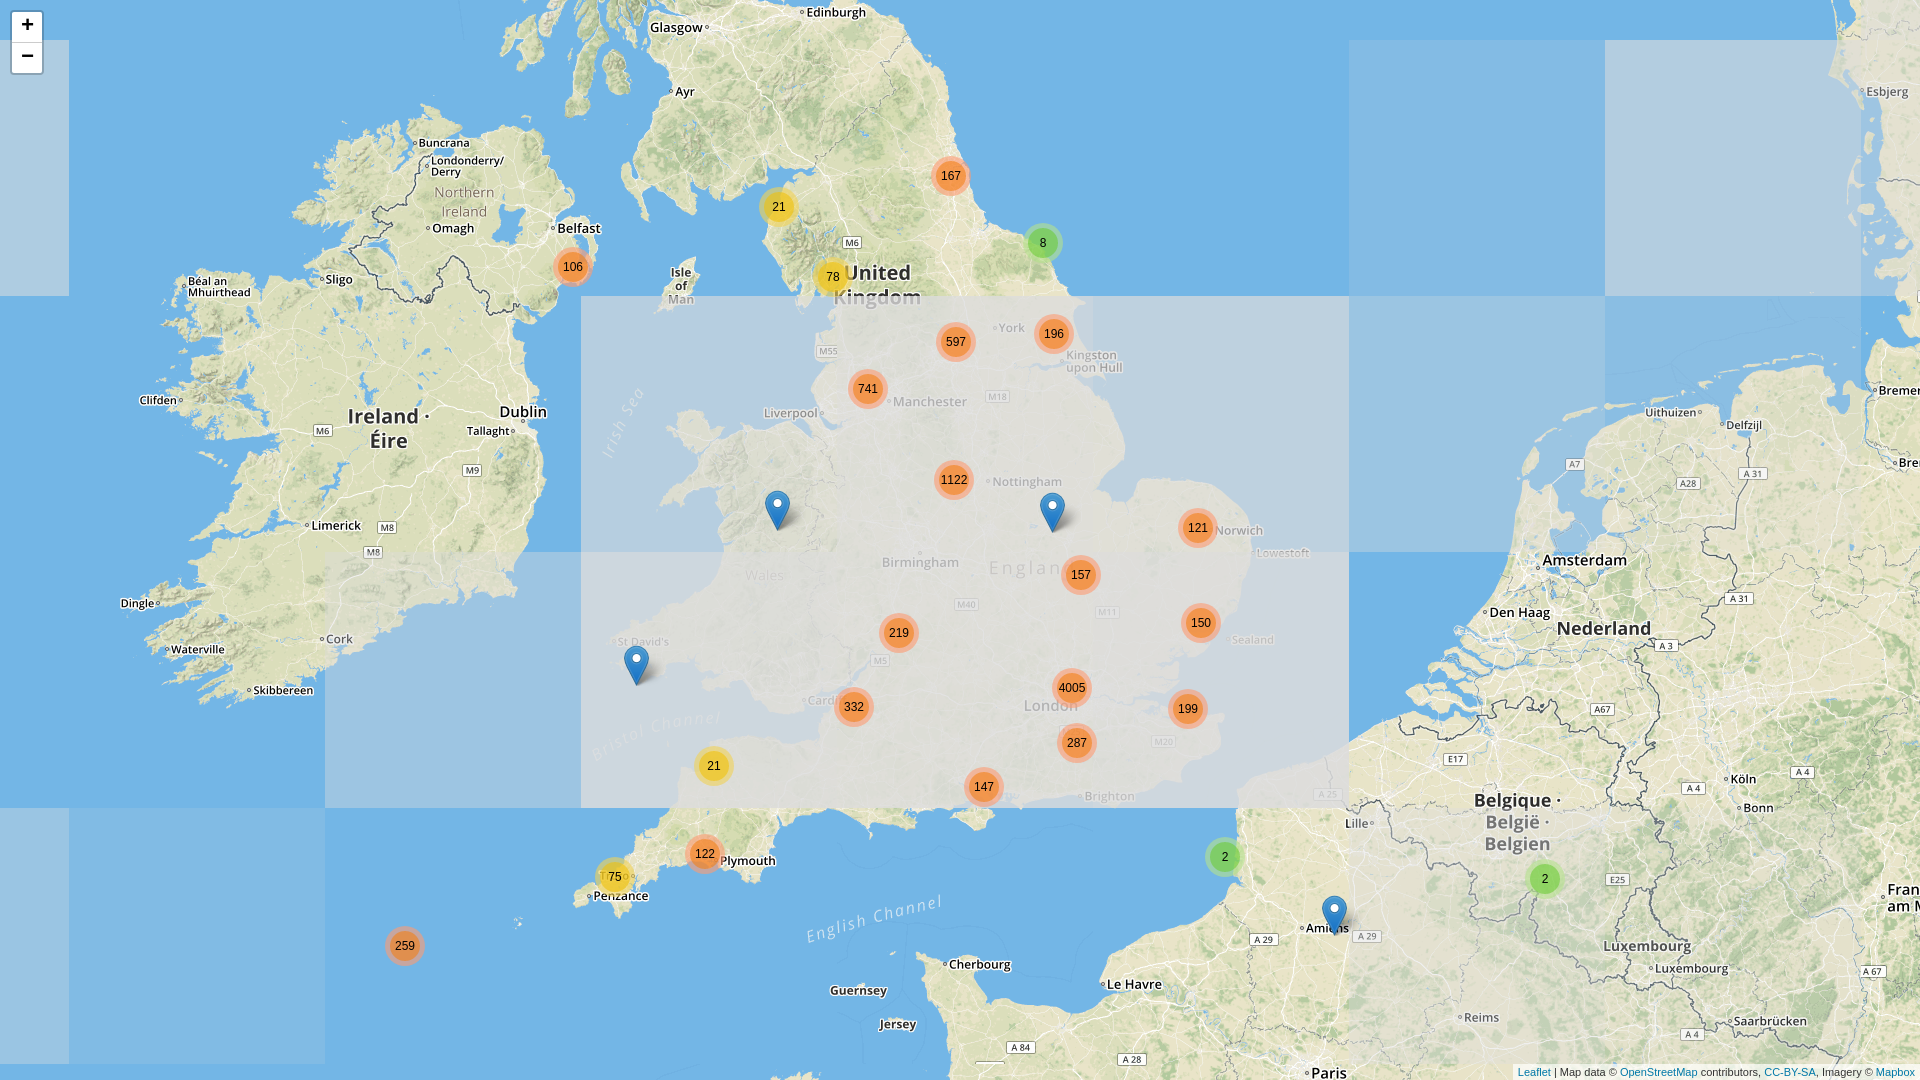 +
−
Edinburgh
Glasgow
Ayr
Esbjerg
Buncrana
Londonderry/
Derry
Northern
Ireland
Omagh
Belfast
167
21
8
M6
106
78
United
Kingdom
Isle
of
Man
Sligo
Béal an
Mhuirthead
597
York
196
M55
Kingston
upon Hull
741
Manchester
M18
Liverpool
Irish Sea
Clifden
Ireland ·
Éire
Dublin
Tallaght
M6
M9
Uithuizen
Delfzijl
A7
A 31
A28
1122
Nottingham
121
Norwich
Lowestoft
Limerick
M8
M8
Birmingham
157
Wales
M40
M11
Amsterdam
Dingle
Den Haag
A 31
Nederland
A 3
Cork
Waterville
Skibbereen
St David's
219
150
Sealand
M5
332
4005
London
199
287
M20
Bristol Channel
21
147
Brighton
A 25
A67
E17
Köln
A 4
A 4
Bonn
Belgique ·
België ·
Belgien
Lille
122
Plymouth
75
Penzance
2
2
E25
259
English Channel
Amiens
A 29
A 29
Luxembourg
Luxembourg
A 67
Cherbourg
Le Havre
Guernsey
Jersey
Reims
Saarbrücken
A 84
A 28
A 4
Paris
Leaflet | Map data © OpenStreetMap contributors, CC-BY-SA, Imagery © Mapbox